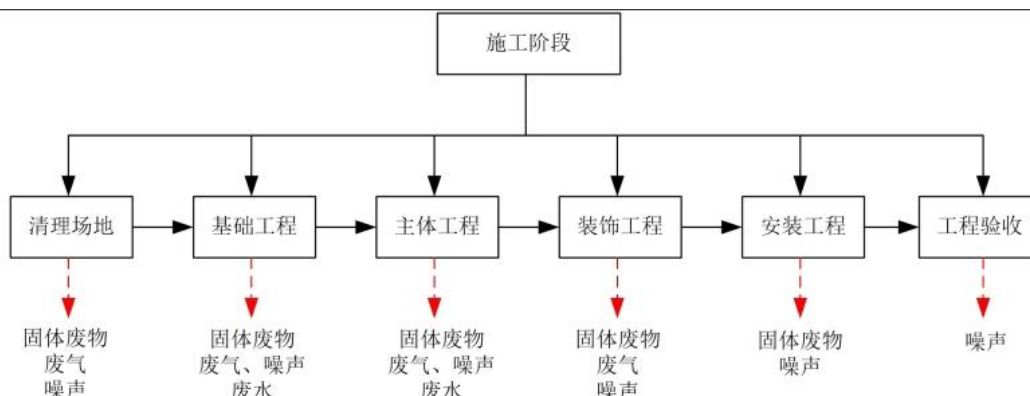 施工阶段
清理场地
基础工程
主体工程
装饰工程
安装工程
工程验收
固体废物
废气
噪声
固体废物
废气、噪声
废水
固体废物
废气、噪声
废水
固体废物
废气
噪声
固体废物
噪声
噪声